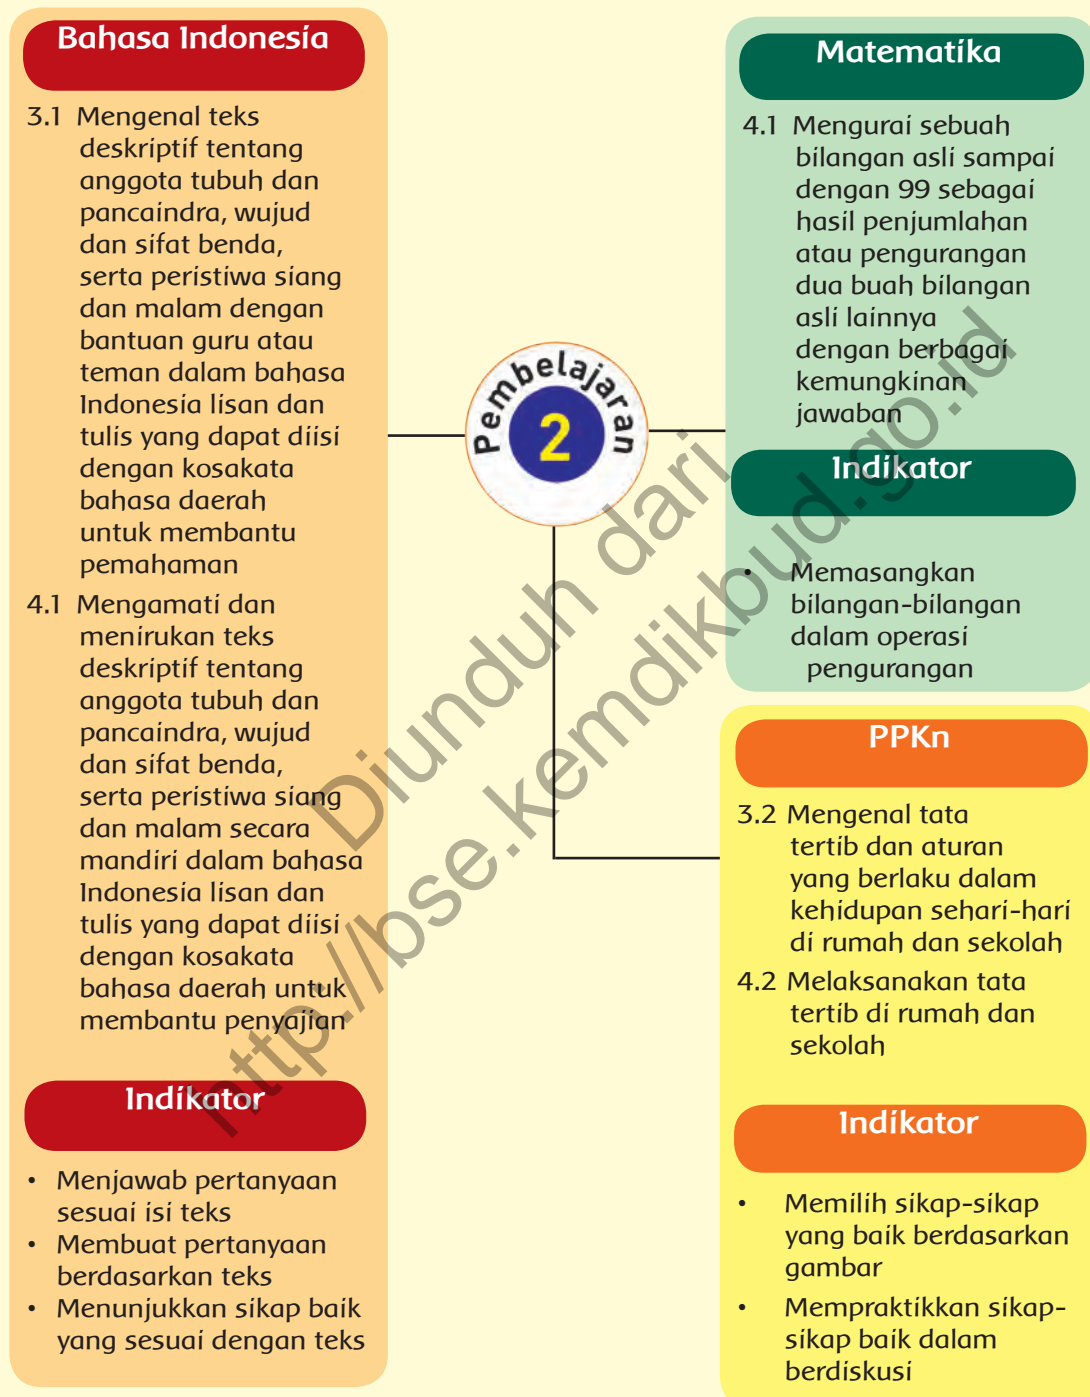 Bahasa Indonesia
3.1 Mengenal teks
deskriptif tentang
anggota tubuh dan
pancaindra, wujud
dan sifat benda,
serta peristiwa siang
dan malam dengan
bantuan guru atau
teman dalam bahasa
Indonesia lisan dan
tulis yang dapat diisi
dengan kosakata
bahasa daerah
untuk membantu
pemahaman
4.1 Mengamati dan
menirukan teks
deskriptif tentang
anggota tubuh dan
pancaindra, wujud
dan sifat benda,
serta peristiwa siang
dan malam secara
mandiri dalam bahasa
Indonesia lisan dan
tulis yang dapat diisi
dengan kosakata
bahasa daerah untuk
membantu penyajian
Indikator
• Menjawab pertanyaan
sesuai isi teks
• Membuat pertanyaan
berdasarkan teks
• Menunjukkan sikap baik
yang sesuai dengan teks
Pembelajaran
2
Matematika
4.1 Mengurai sebuah
bilangan asli sampai
dengan 99 sebagai
hasil penjumlahan
atau pengurangan
dua buah bilangan
asli lainnya
dengan berbagai
kemungkinan
jawaban
Indikator
• Memasangkan
bilangan-bilangan
dalam operasi
pengurangan
PPKn
3.2 Mengenal tata
tertib dan aturan
yang berlaku dalam
kehidupan sehari-hari
di rumah dan sekolah
4.2 Melaksanakan tata
tertib di rumah dan
sekolah
Indikator
• Memilih sikap-sikap
yang baik berdasarkan
gambar
• Mempraktikkan sikap-
sikap baik dalam
berdiskusi
Diunduh dari
http://bse.kemdikbud.go.id